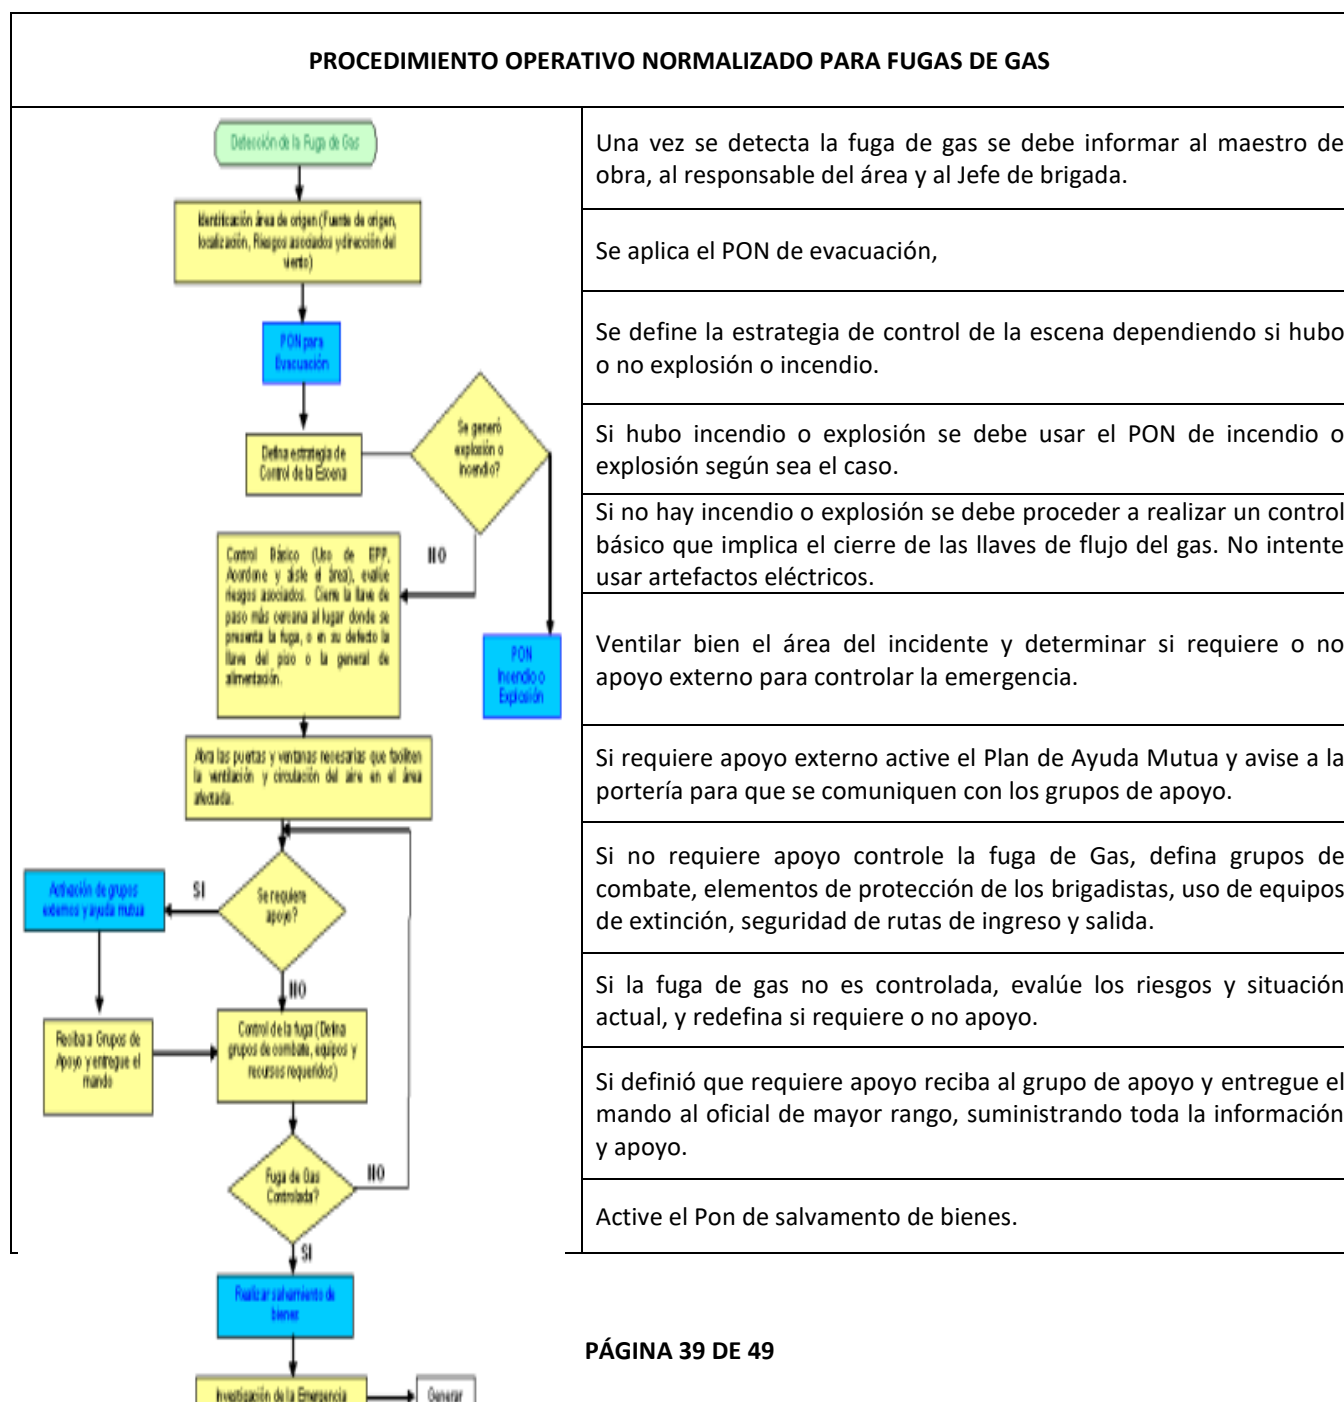 PROCEDIMIENTO OPERATIVO NORMALIZADO PARA FUGAS DE GAS
Detección de la Fuga de Gas
Identificación área de origen (Fuente de origen,
localización, Riesgos asociados ydirección del
viento)
PON para
Evacuación
Defina estrategia de
Control de la Escena
Se generó
explosión o
incendio?
NO
Control Básico (Uso de EPP,
Acordone y aísle el área), evalúe
riesgos asociados. Cierre la llave de
paso más cercana al lugar donde se
presenta la fuga, o en su defecto la
llave del piso o la general de
alimentación.
PON
Incendio o
Explosión
Abra las puertas y ventanas necesarias que faciliten
la ventilación y circulación del aire en el área
afectada.
Se requiere
apoyo?
SI
Activación de grupos
externos y ayuda mutua
NO
Reciba a Grupos de
Apoyo y entregue el
mando
Control de la fuga (Defina
grupos de combate, equipos y
recursos requeridos)
Fuga de Gas
Controlada?
NO
SI
Realizar salvamento de
bienes
Investigación de la Emergencia
Generar
Una vez se detecta la fuga de gas se debe informar al maestro de
obra, al responsable del área y al Jefe de brigada.
Se aplica el PON de evacuación,
Se define la estrategia de control de la escena dependiendo si hubo
o no explosión o incendio.
Si hubo incendio o explosión se debe usar el PON de incendio o
explosión según sea el caso.
Si no hay incendio o explosión se debe proceder a realizar un control
básico que implica el cierre de las llaves de flujo del gas. No intente
usar artefactos eléctricos.
Ventilar bien el área del incidente y determinar si requiere o no
apoyo externo para controlar la emergencia.
Si requiere apoyo externo active el Plan de Ayuda Mutua y avise a la
portería para que se comuniquen con los grupos de apoyo.
Si no requiere apoyo controle la fuga de Gas, defina grupos de
combate, elementos de protección de los brigadistas, uso de equipos
de extinción, seguridad de rutas de ingreso y salida.
Si la fuga de gas no es controlada, evalúe los riesgos y situación
actual, y redefina si requiere o no apoyo.
Si definió que requiere apoyo reciba al grupo de apoyo y entregue el
mando al oficial de mayor rango, suministrando toda la información
y apoyo.
Active el Pon de salvamento de bienes.
PÁGINA 39 DE 49